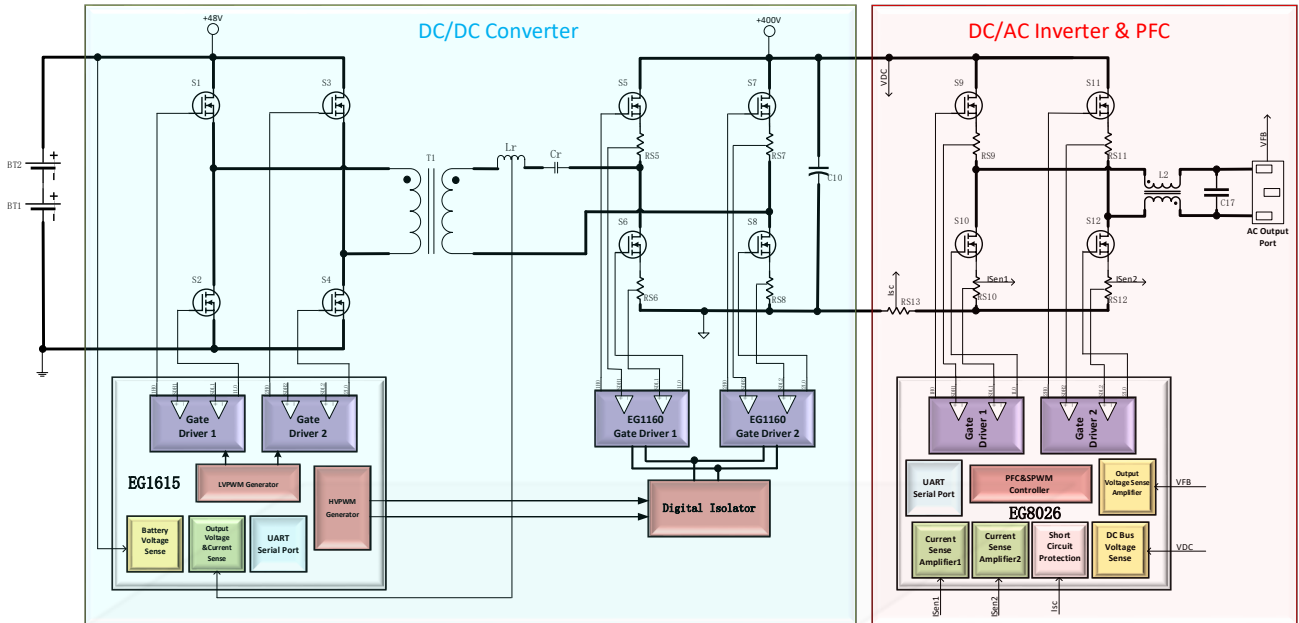 DC/DC Converter
DC/AC Inverter & PFC
+48V
+400V
S1
S3
S5
S7
S9
S11
VDC
VFB
BT2
BT1
T1
Lr
Cr
RS5
RS7
C10
RS9
RS11
L2
C17
AC Output
Port
S2
S4
S6
S8
S10
S12
RS6
RS8
Isc
RS13
ISen1
RS10
ISen2
RS12
Gate
Driver 1
Gate
Driver 2
EG1160
Gate Driver 1
EG1160
Gate Driver 2
Gate
Driver 1
Gate
Driver 2
EG1615
LVPWM Generator
HVPWM
Generator
Digital Isolator
Battery
Voltage
Sense
Output
Voltage
&Current
Sense
UART
Serial Port
UART
Serial Port
PFC&SPWM
Controller
Output
Voltage Sense
Amplifier
VFB
EG8026
Current
Sense
Amplifier1
Current
Sense
Amplifier2
Short
Circuit
Protection
DC Bus
Voltage
Sense
VDC
ISen1
ISen2
Isc